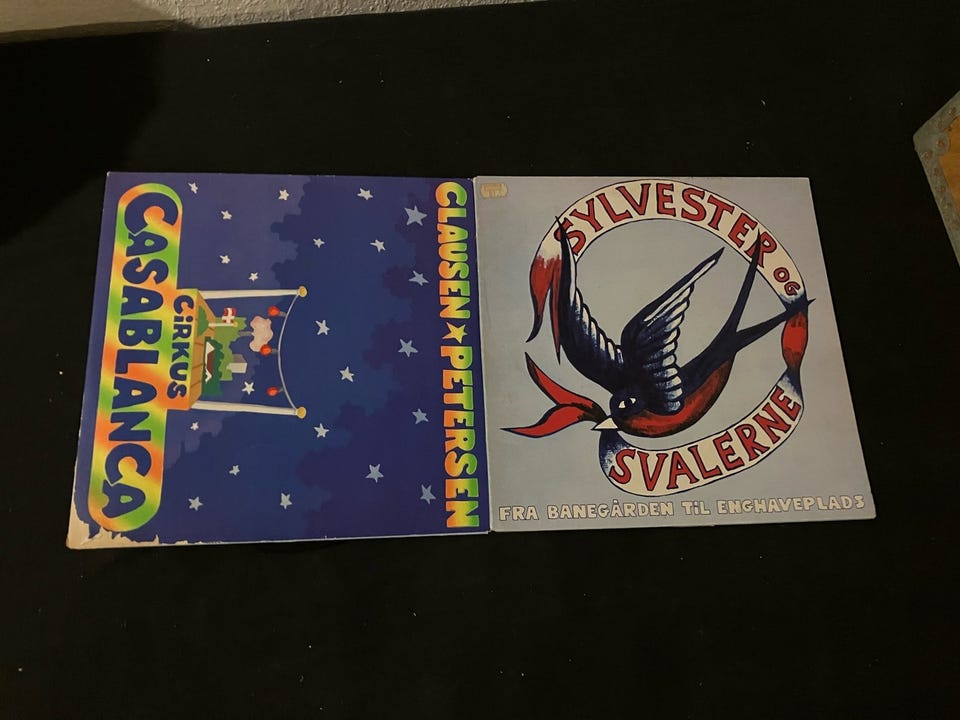 CLAUSEN★PETERSEN
CiRKUS
CASABLANCA
SYLVESTER OG
SVALERNE
FRA BANEGÅRDEN TiL ENGHAVEPLADS